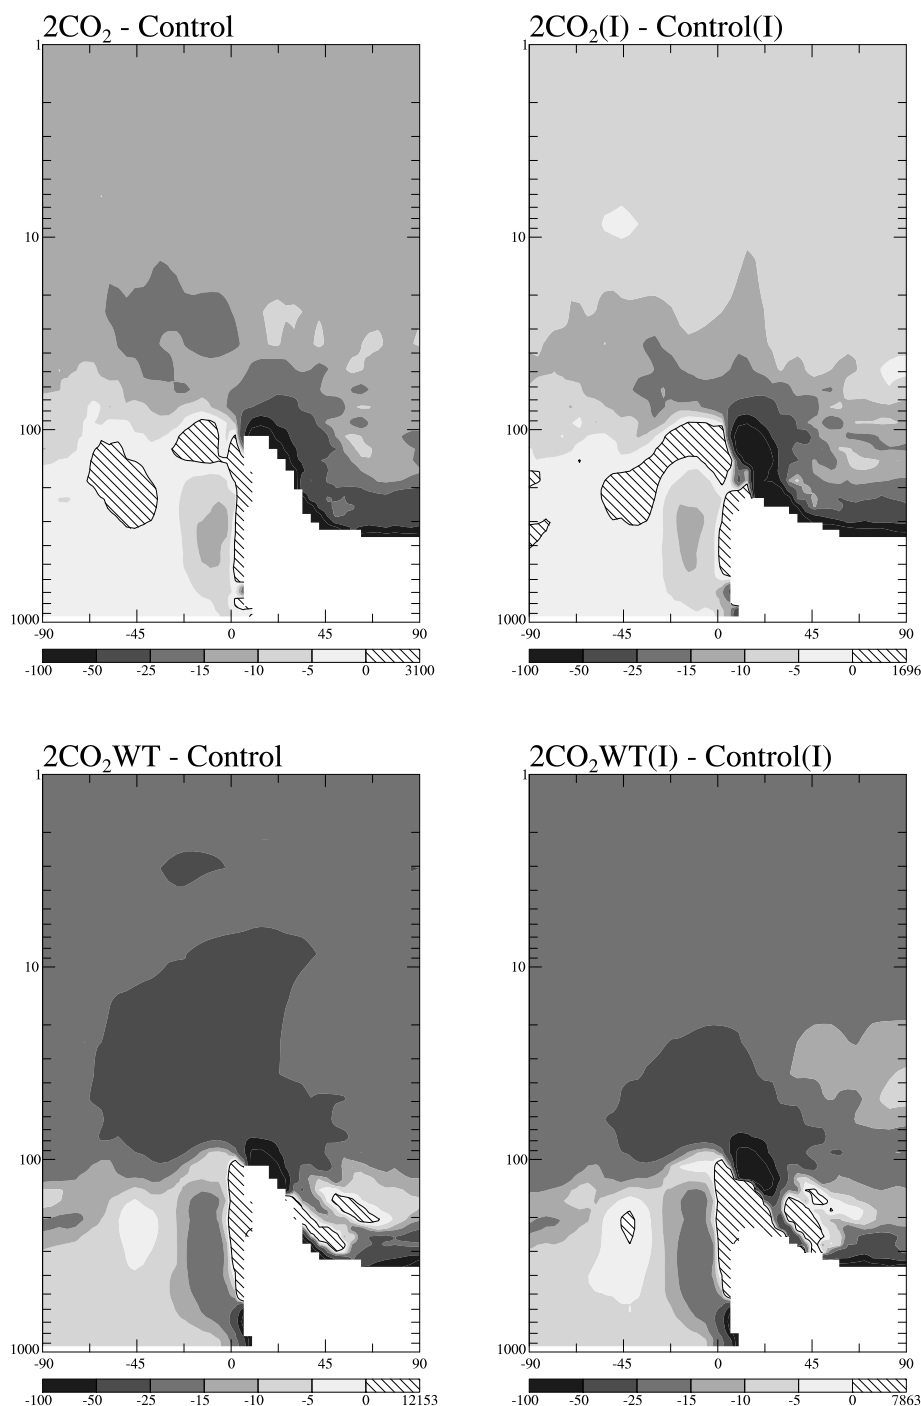 2CO₂ - Control
2CO₂(I) - Control(I)
1
10
100
1000
-90 -45 0 45 90
-100 -50 -25 -15 -10 -5 0 3100
1
10
100
1000
-90 -45 0 45 90
-100 -50 -25 -15 -10 -5 0 1696
2CO₂WT - Control
2CO₂WT(I) - Control(I)
1
10
100
1000
-90 -45 0 45 90
-100 -50 -25 -15 -10 -5 0 12153
1
10
100
1000
-90 -45 0 45 90
-100 -50 -25 -15 -10 -5 0 7863